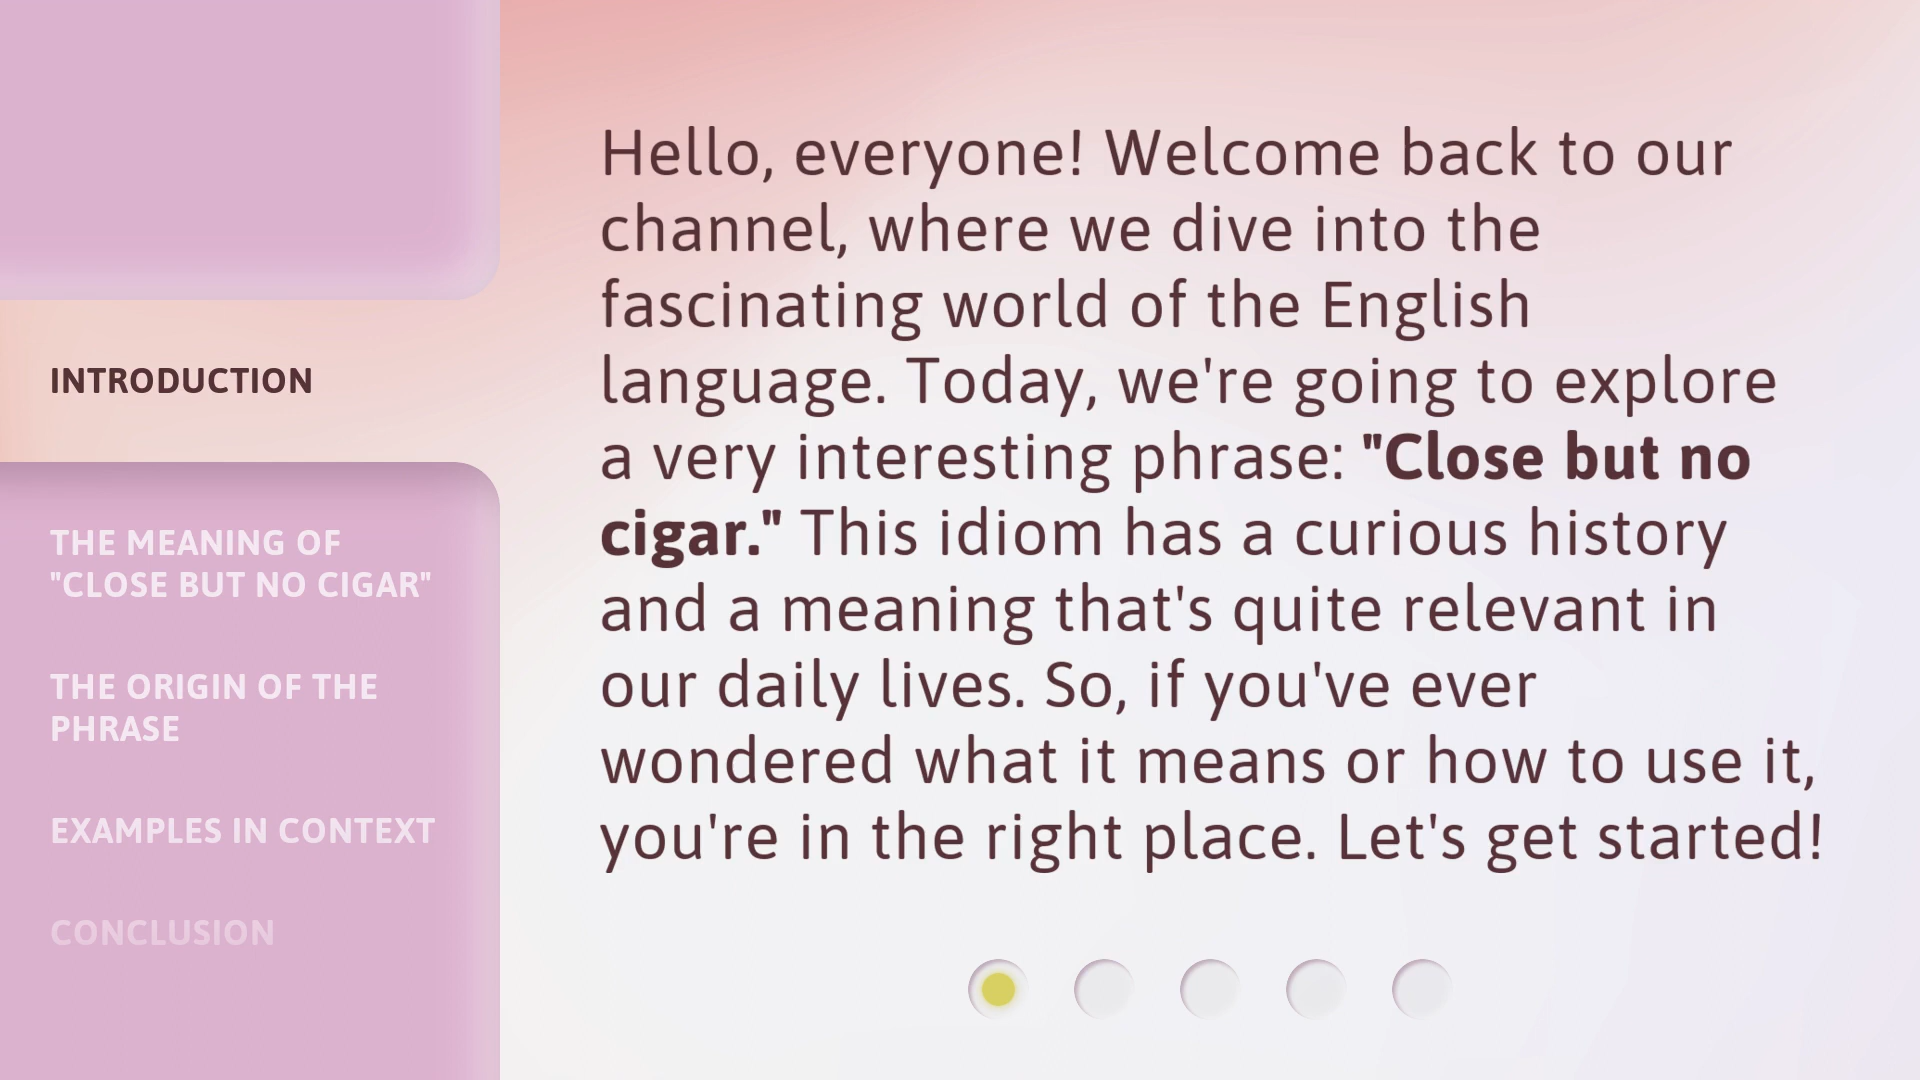 INTRODUCTION
THE MEANING OF
"CLOSE BUT NO CIGAR"
THE ORIGIN OF THE
PHRASE
EXAMPLES IN CONTEXT
CONCLUSION
Hello, everyone! Welcome back to our
channel, where we dive into the
fascinating world of the English
language. Today, we're going to explore
a very interesting phrase: "Close but no
cigar." This idiom has a curious history
and a meaning that's quite relevant in
our daily lives. So, if you've ever
wondered what it means or how to use it,
you're in the right place. Let's get started!